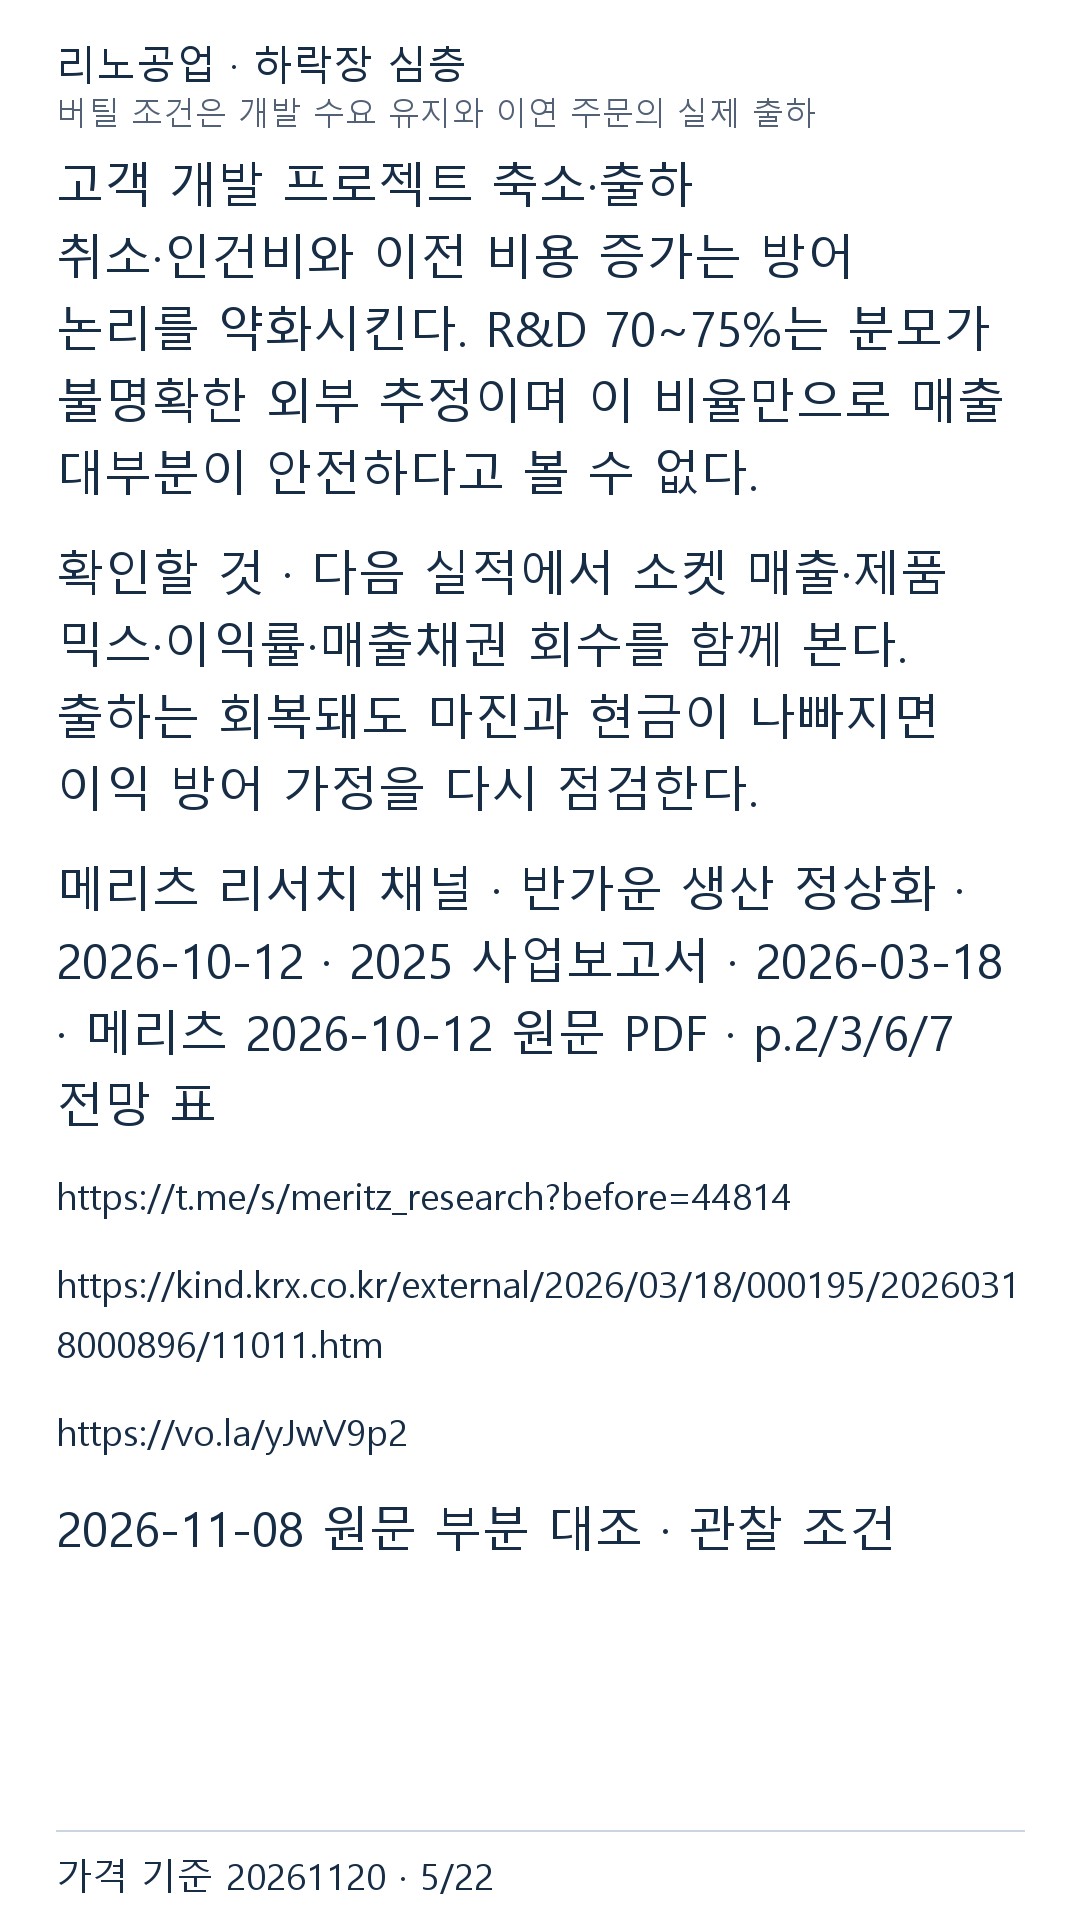 리노공업 · 하락장 심층
버틸 조건은 개발 수요 유지와 이연 주문의 실제 출하
고객 개발 프로젝트 축소·출하
취소·인건비와 이전 비용 증가는 방어
논리를 약화시킨다. R&D 70~75%는 분모가
불명확한 외부 추정이며 이 비율만으로 매출
대부분이 안전하다고 볼 수 없다.
확인할 것 · 다음 실적에서 소켓 매출·제품
믹스·이익률·매출채권 회수를 함께 본다.
출하는 회복돼도 마진과 현금이 나빠지면
이익 방어 가정을 다시 점검한다.
메리츠 리서치 채널 · 반가운 생산 정상화 ·
2026-10-12 · 2025 사업보고서 · 2026-03-18
· 메리츠 2026-10-12 원문 PDF · p.2/3/6/7
전망 표
https://t.me/s/meritz_research?before=44814
https://kind.krx.co.kr/external/2026/03/18/000195/2026031
8000896/11011.htm
https://vo.la/yJwV9p2
2026-11-08 원문 부분 대조 · 관찰 조건
가격 기준 20261120 · 5/22